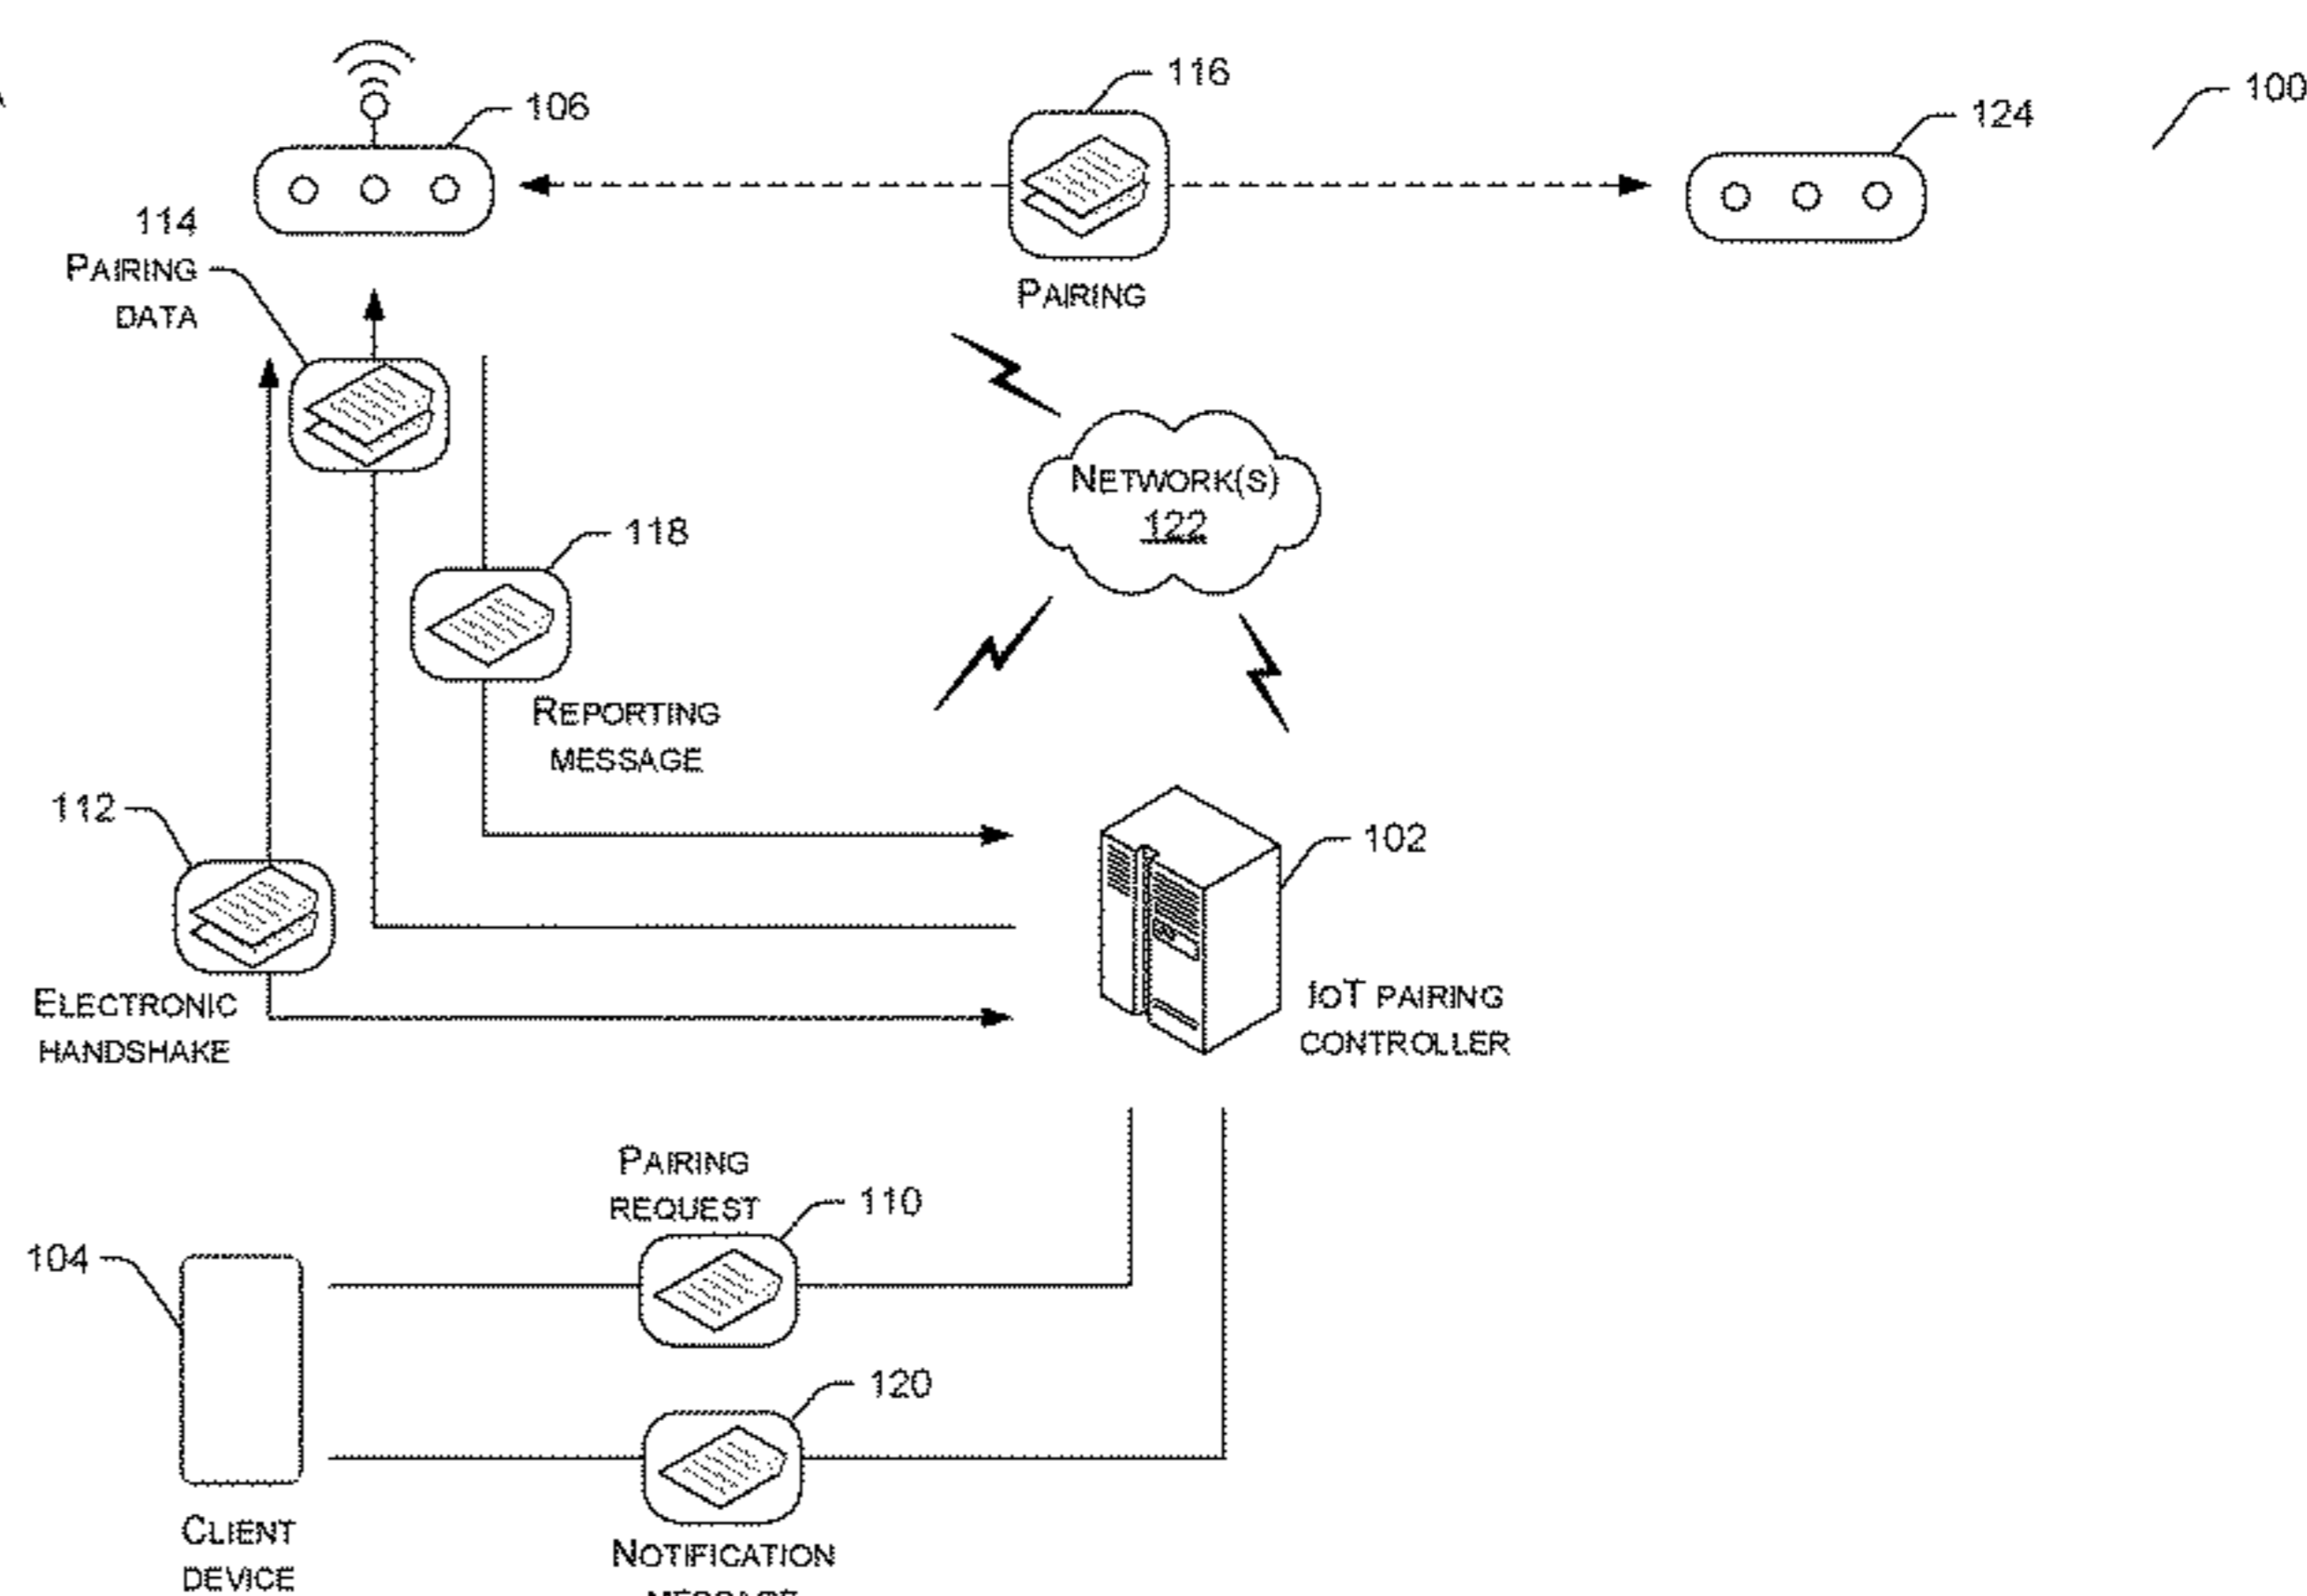 116
100
106
124
114
PAIRING
DATA
PAIRING
NETWORK(S)
122
118
REPORTING
MESSAGE
112
102
ELECTRONIC
HANDSHAKE
IOT PAIRING
CONTROLLER
PAIRING
REQUEST
110
104
120
CLIENT
DEVICE
NOTIFICATION